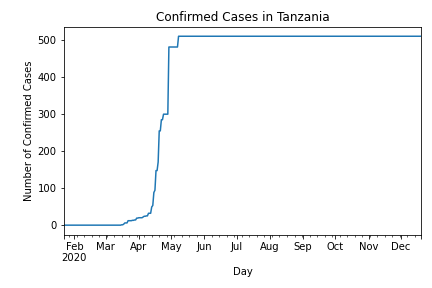 Confirmed Cases in Tanzania
Number of Confirmed Cases
500
400
300
200
100
0
Feb Mar Apr May Jun Jul Aug Sep Oct Nov Dec
2020
Day